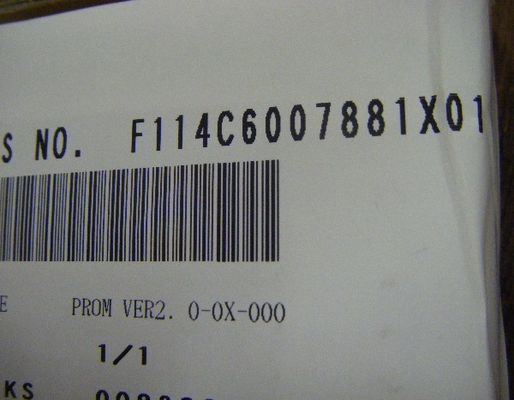 S NO. F114C6007881X01
E PROM VER2. 0-0X-000
1/1
KS